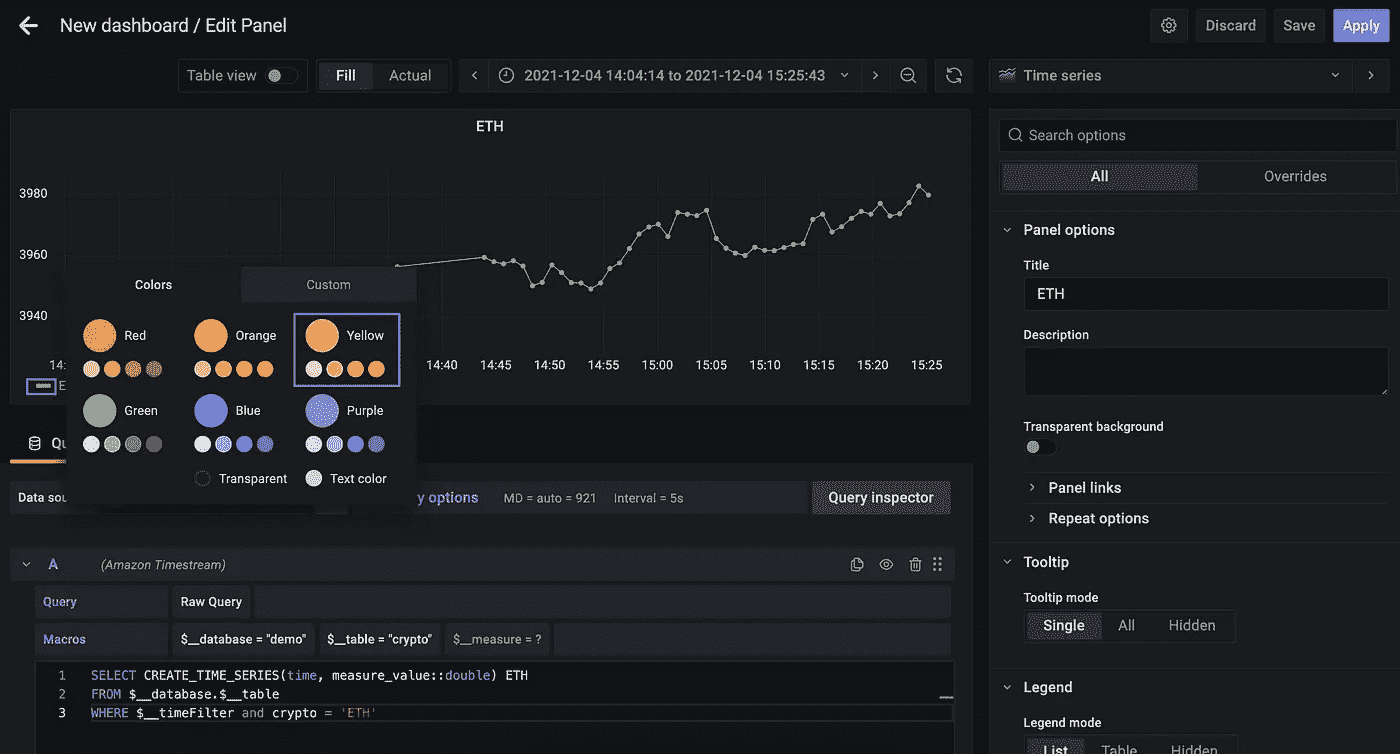 New dashboard / Edit Panel
Discard Save Apply
Table view Fill Actual 2021-12-04 14:04:14 to 2021-12-04 15:25:43 Time series
ETH
3980
3960
3940
14: 14:40 14:45 14:50 14:55 15:00 15:05 15:10 15:15 15:20 15:25
E
Colors Custom
Red Orange Yellow
Green Blue Purple
Transparent Text color
Qu
Data sou y options MD = auto = 921 Interval = 5s Query inspector
A (Amazon Timestream)
Query Raw Query
Macros $__database = "demo" $__table = "crypto" $__measure = ?
1 SELECT CREATE_TIME_SERIES(time, measure_value::double) ETH
2 FROM $__database.$__table
3 WHERE $__timeFilter and crypto = 'ETH'
Search options
All Overrides
Panel options
Title
ETH
Description
Transparent background
Panel links
Repeat options
Tooltip
Tooltip mode
Single All Hidden
Legend
Legend mode
List Table Hidden